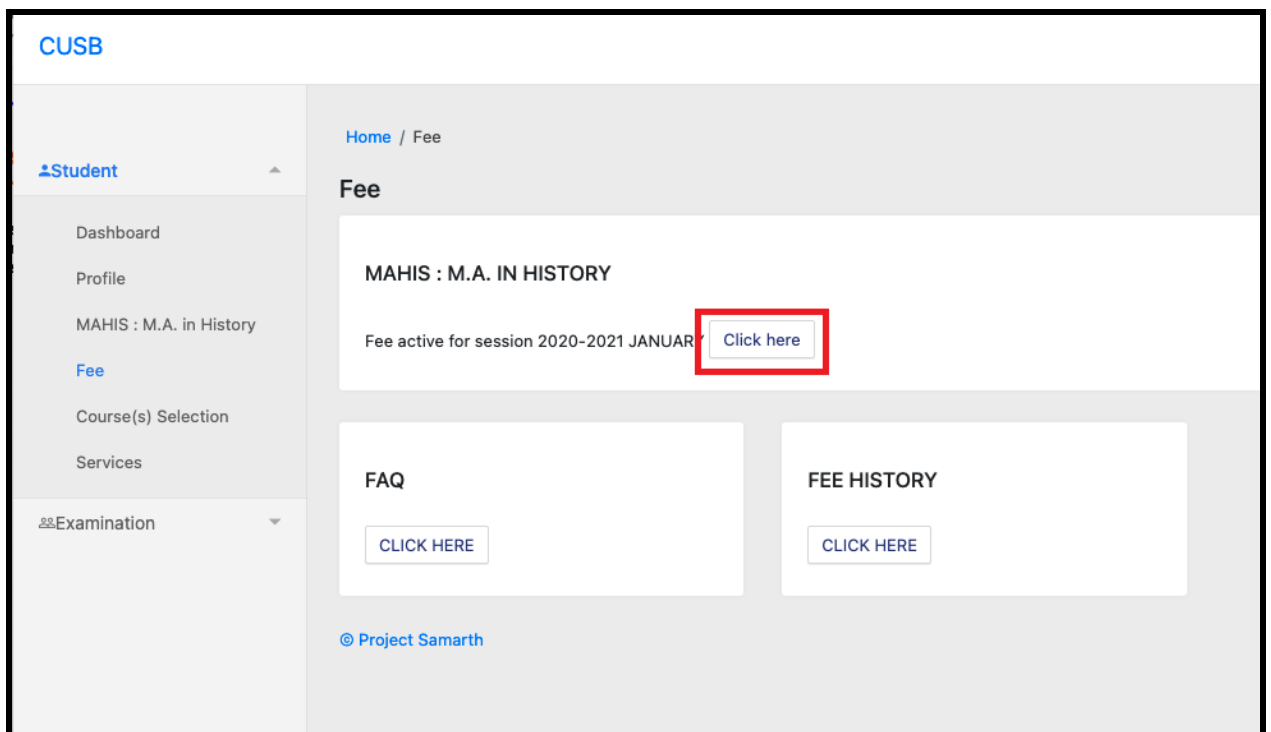 CUSB
Student
Dashboard
Profile
MAHIS : M.A. in History
Fee
Course(s) Selection
Services
Examination
Home / Fee
Fee
MAHIS : M.A. IN HISTORY
Fee active for session 2020-2021 JANUARY Click here
FAQ
CLICK HERE
FEE HISTORY
CLICK HERE
© Project Samarth